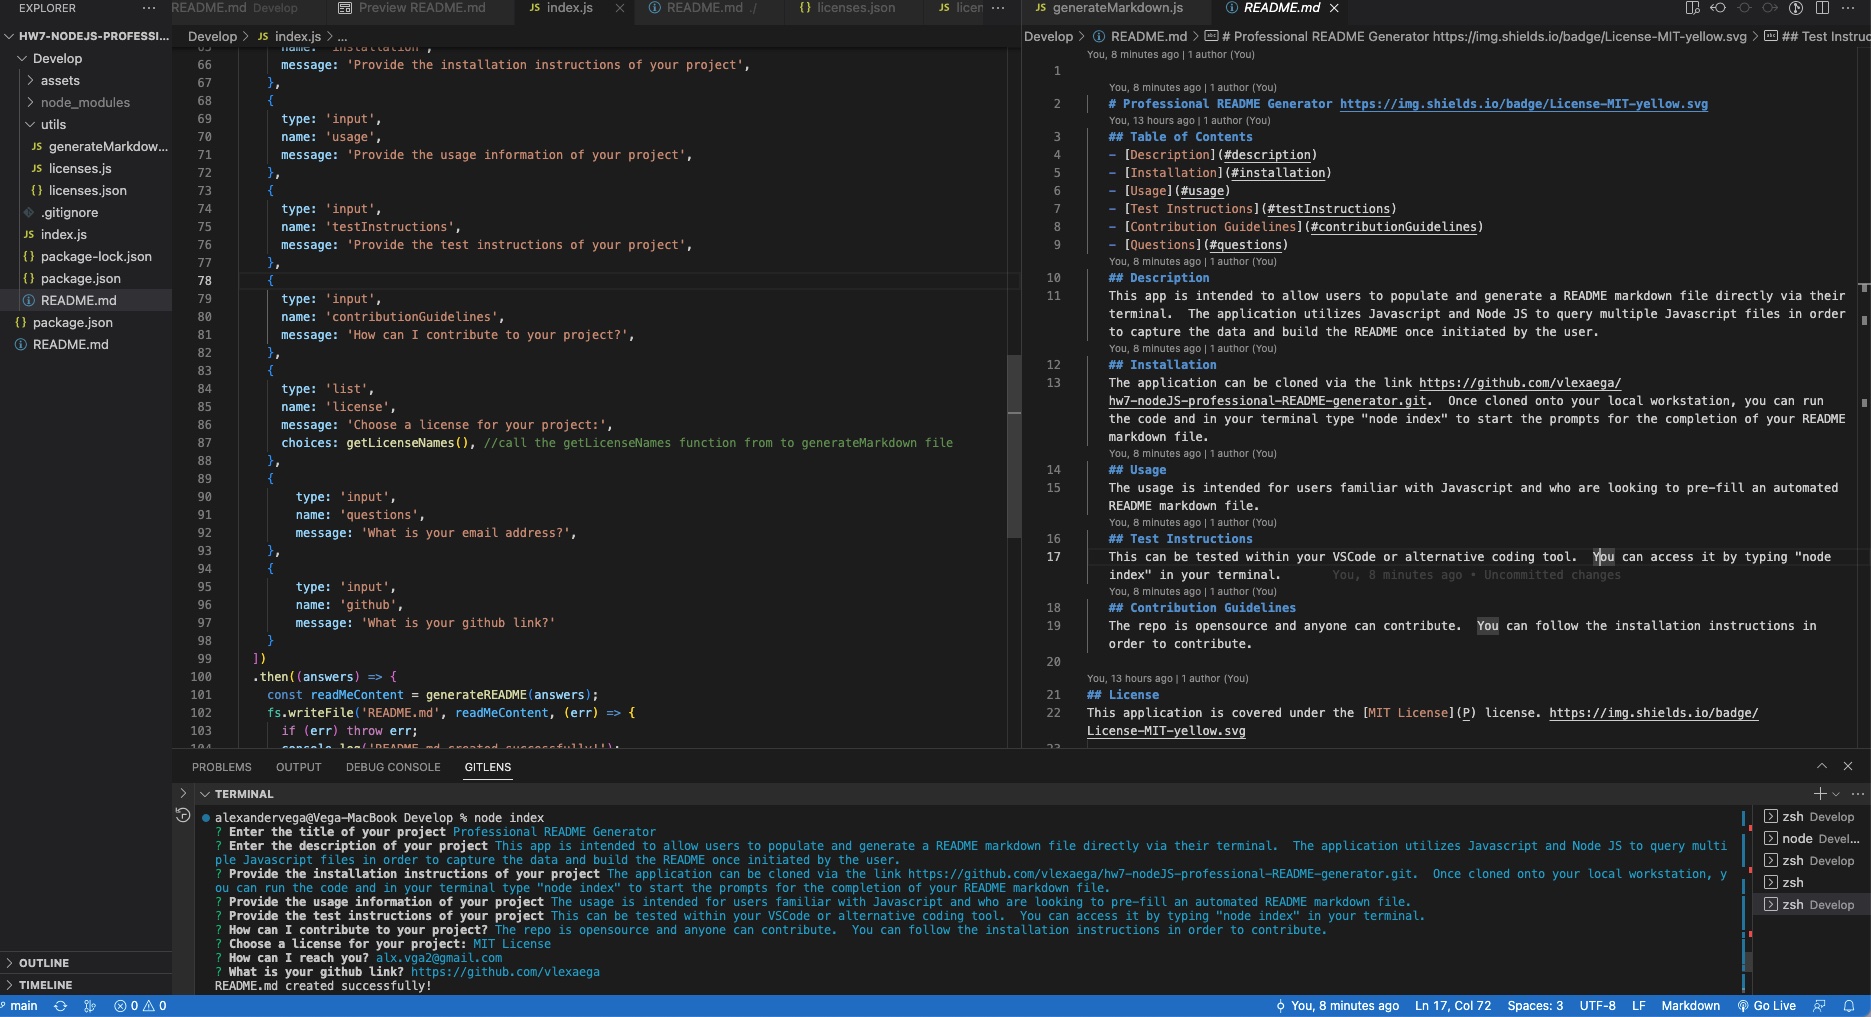 EXPLORER
HW7-NODEJS-PROFESSI...
Develop
assets
node_modules
utils
JS generateMarkdow...
JS licenses.js
{} licenses.json
.gitignore
JS index.js
{} package-lock.json
{} package.json
README.md
{} package.json
README.md
OUTLINE
TIMELINE
README.md Develop
Preview README.md
JS index.js
README.md ./
{} licenses.json
JS licen
Develop > JS index.js > ...
66 message: 'Provide the installation instructions of your project',
67 },
68 {
69 type: 'input',
70 name: 'usage',
71 message: 'Provide the usage information of your project',
72 },
73 {
74 type: 'input',
75 name: 'testInstructions',
76 message: 'Provide the test instructions of your project',
77 },
78 {
79 type: 'input',
80 name: 'contributionGuidelines',
81 message: 'How can I contribute to your project?',
82 },
83 {
84 type: 'list',
85 name: 'license',
86 message: 'Choose a license for your project:',
87 choices: getLicenseNames(), //call the getLicenseNames function from to generateMarkdown file
88 },
89 {
90 type: 'input',
91 name: 'questions',
92 message: 'What is your email address?',
93 },
94 {
95 type: 'input',
96 name: 'github',
97 message: 'What is your github link?'
98 }
99 ])
100 .then((answers) => {
101 const readMeContent = generateREADME(answers);
102 fs.writeFile('README.md', readMeContent, (err) => {
103 if (err) throw err;
104 console.log('README.md created successfully!');
JS generateMarkdown.js
README.md
Develop > README.md > # Professional README Generator https://img.shields.io/badge/License-MIT-yellow.svg > ## Test Instruc
You, 8 minutes ago | 1 author (You)
1
You, 8 minutes ago | 1 author (You)
2 # Professional README Generator https://img.shields.io/badge/License-MIT-yellow.svg
You, 13 hours ago | 1 author (You)
3 ## Table of Contents
4 - [Description](#description)
5 - [Installation](#installation)
6 - [Usage](#usage)
7 - [Test Instructions](#testInstructions)
8 - [Contribution Guidelines](#contributionGuidelines)
9 - [Questions](#questions)
You, 8 minutes ago | 1 author (You)
10 ## Description
11 This app is intended to allow users to populate and generate a README markdown file directly via their
terminal.  The application utilizes Javascript and Node JS to query multiple Javascript files in order
to capture the data and build the README once initiated by the user.
You, 8 minutes ago | 1 author (You)
12 ## Installation
13 The application can be cloned via the link https://github.com/vlexaega/
hw7-nodeJS-professional-README-generator.git.  Once cloned onto your local workstation, you can run
the code and in your terminal type "node index" to start the prompts for the completion of your README
markdown file.
You, 8 minutes ago | 1 author (You)
14 ## Usage
15 The usage is intended for users familiar with Javascript and who are looking to pre-fill an automated
README markdown file.
You, 8 minutes ago | 1 author (You)
16 ## Test Instructions
17 This can be tested within your VSCode or alternative coding tool.  You can access it by typing "node
index" in your terminal. You, 8 minutes ago • Uncommitted changes
You, 8 minutes ago | 1 author (You)
18 ## Contribution Guidelines
19 The repo is opensource and anyone can contribute.  You can follow the installation instructions in
order to contribute.
20
You, 13 hours ago | 1 author (You)
21 ## License
22 This application is covered under the [MIT License](P) license. https://img.shields.io/badge/
License-MIT-yellow.svg
23
PROBLEMS OUTPUT DEBUG CONSOLE GITLENS
TERMINAL
alexandervega@Vega-MacBook Develop % node index
? Enter the title of your project Professional README Generator
? Enter the description of your project This app is intended to allow users to populate and generate a README markdown file directly via their terminal.  The application utilizes Javascript and Node JS to query multi
ple Javascript files in order to capture the data and build the README once initiated by the user.
? Provide the installation instructions of your project The application can be cloned via the link https://github.com/vlexaega/hw7-nodeJS-professional-README-generator.git.  Once cloned onto your local workstation, y
ou can run the code and in your terminal type "node index" to start the prompts for the completion of your README markdown file.
? Provide the usage information of your project The usage is intended for users familiar with Javascript and who are looking to pre-fill an automated README markdown file.
? Provide the test instructions of your project This can be tested within your VSCode or alternative coding tool.  You can access it by typing "node index" in your terminal.
? How can I contribute to your project? The repo is opensource and anyone can contribute.  You can follow the installation instructions in order to contribute.
? Choose a license for your project: MIT License
? How can I reach you? alx.vga2@gmail.com
? What is your github link? https://github.com/vlexaega
README.md created successfully!
zsh Develop
node Devel...
zsh Develop
zsh
zsh Develop
main 0 0 You, 8 minutes ago Ln 17, Col 72 Spaces: 3 UTF-8 LF Markdown Go Live